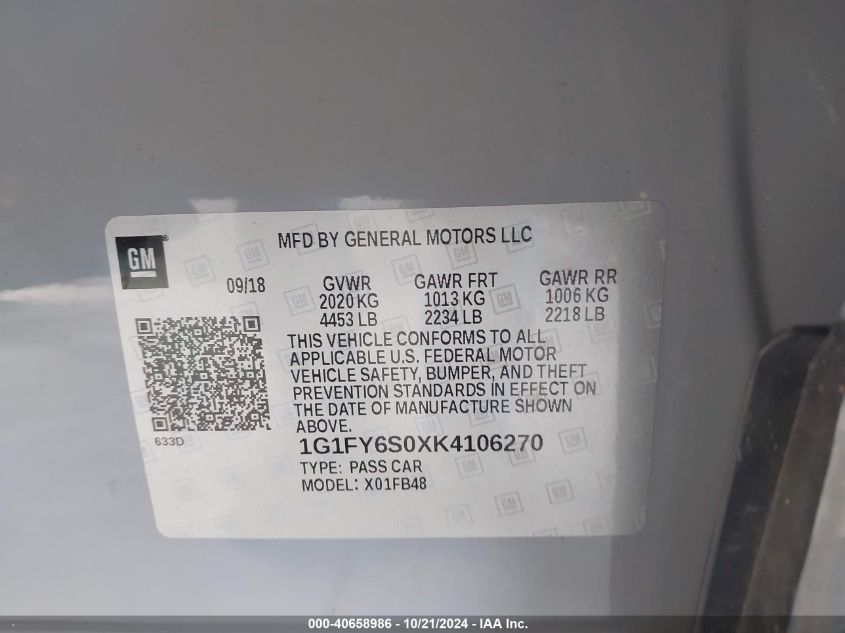 GM
MFD BY GENERAL MOTORS LLC
09/18
GVWR GAWR FRT GAWR RR
2020 KG 1013 KG 1006 KG
4453 LB 2234 LB 2218 LB
THIS VEHICLE CONFORMS TO ALL
APPLICABLE U.S. FEDERAL MOTOR
VEHICLE SAFETY, BUMPER, AND THEFT
PREVENTION STANDARDS IN EFFECT ON
THE DATE OF MANUFACTURE SHOWN
ABOVE.
633D
1G1FY6S0XK4106270
TYPE: PASS CAR
MODEL: X01FB48
000-40658986 / 10/21/2024 - IAA Inc.